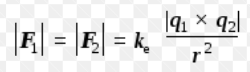 |F₁| = |F₂| = kₑ |q₁ × q₂| / r²